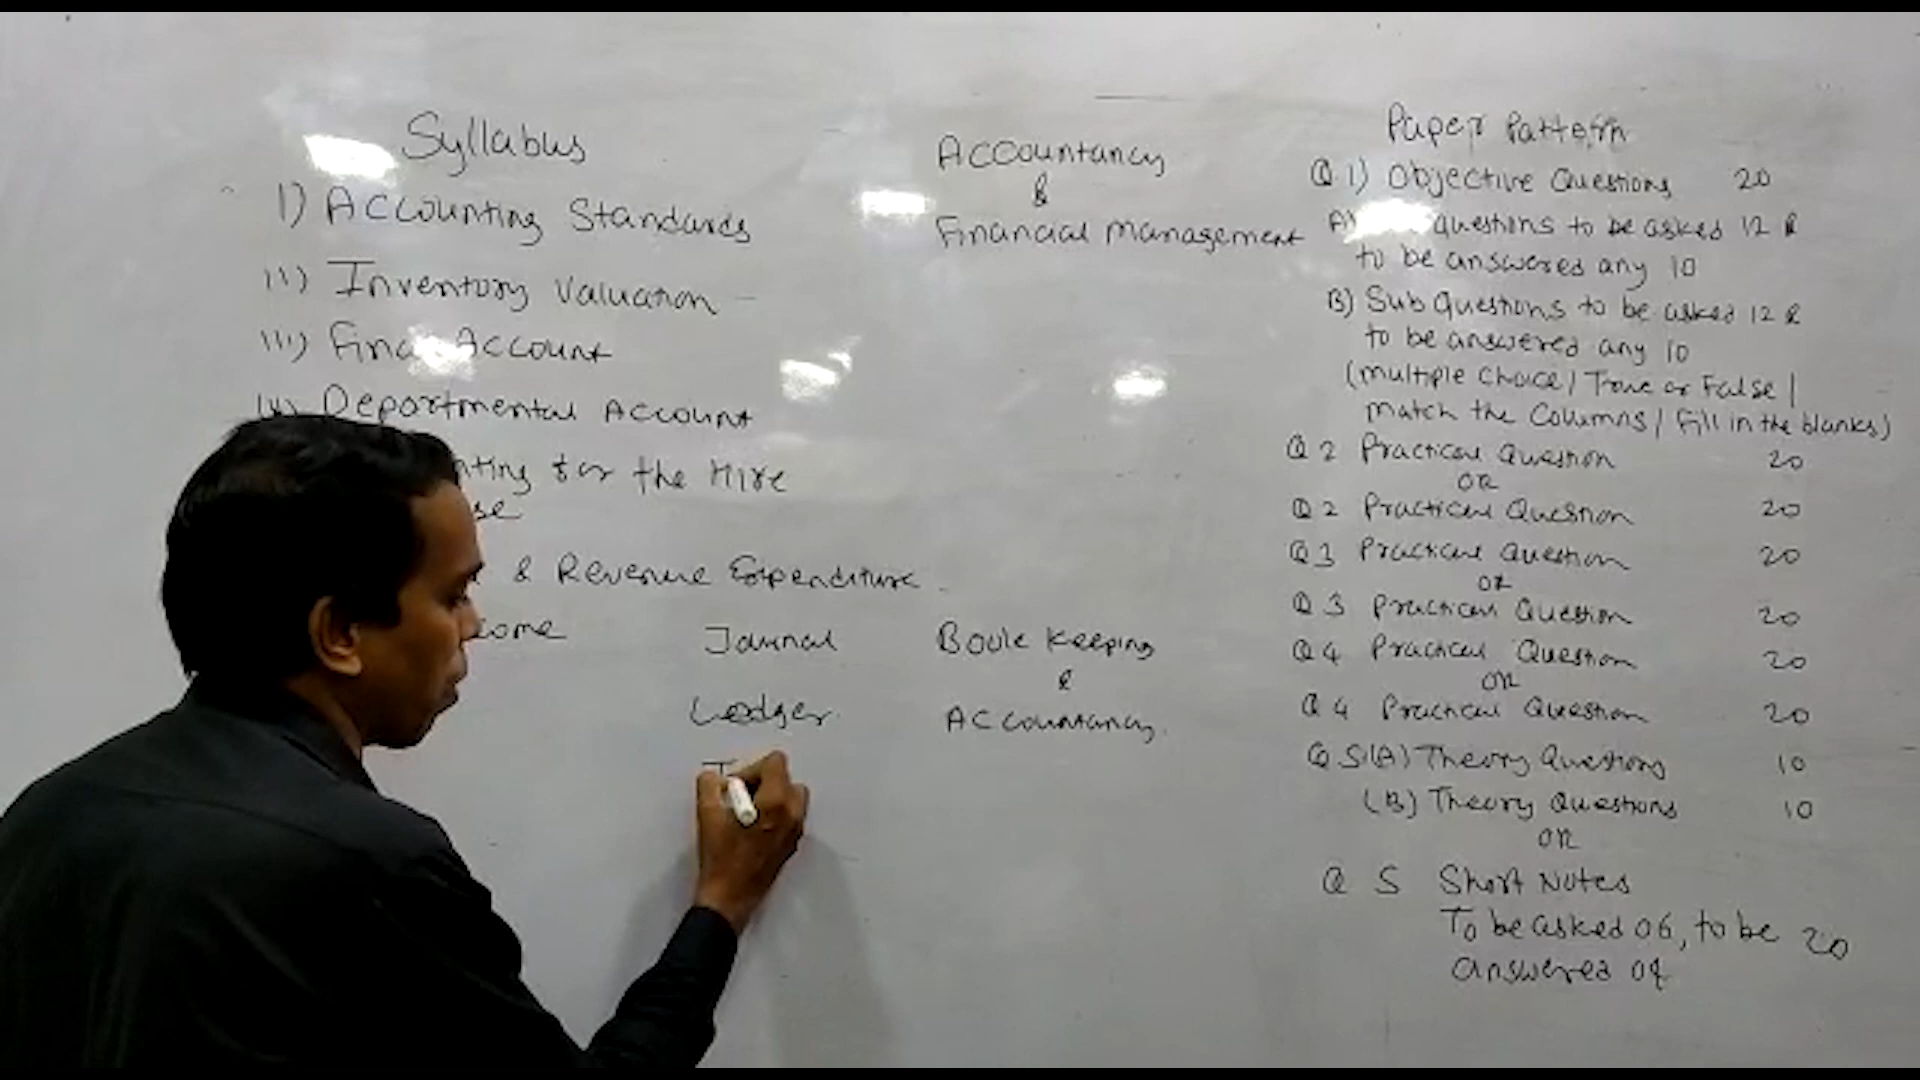 Syllabus
I) Accounting Standards
II) Inventory Valuation
III) Final Account
IV) Departmental Account
nting for the Hire
se
& Revenue Expenditure
come
Journal
Ledger
T
Accountancy
&
Financial Management
Book Keeping
&
Accountancy.
Paper Pattern
Q.1) Objective Questions 20
A) questions to be asked 12 &
to be answered any 10
B) Sub Questions to be asked 12 &
to be answered any 10
(multiple choice / True or False /
match the Columns / Fill in the blanks)
Q 2 Practical Question 20
OR
Q 2 Practical Question 20
Q 3 Practical Question 20
OR
Q 3 Practical Question 20
Q 4 Practical Question 20
OR
Q 4 Practical Question 20
Q 5 (A) Theory Questions 10
(B) Theory Questions 10
OR
Q 5 Short Notes
To be asked 06, to be 20
answered 04